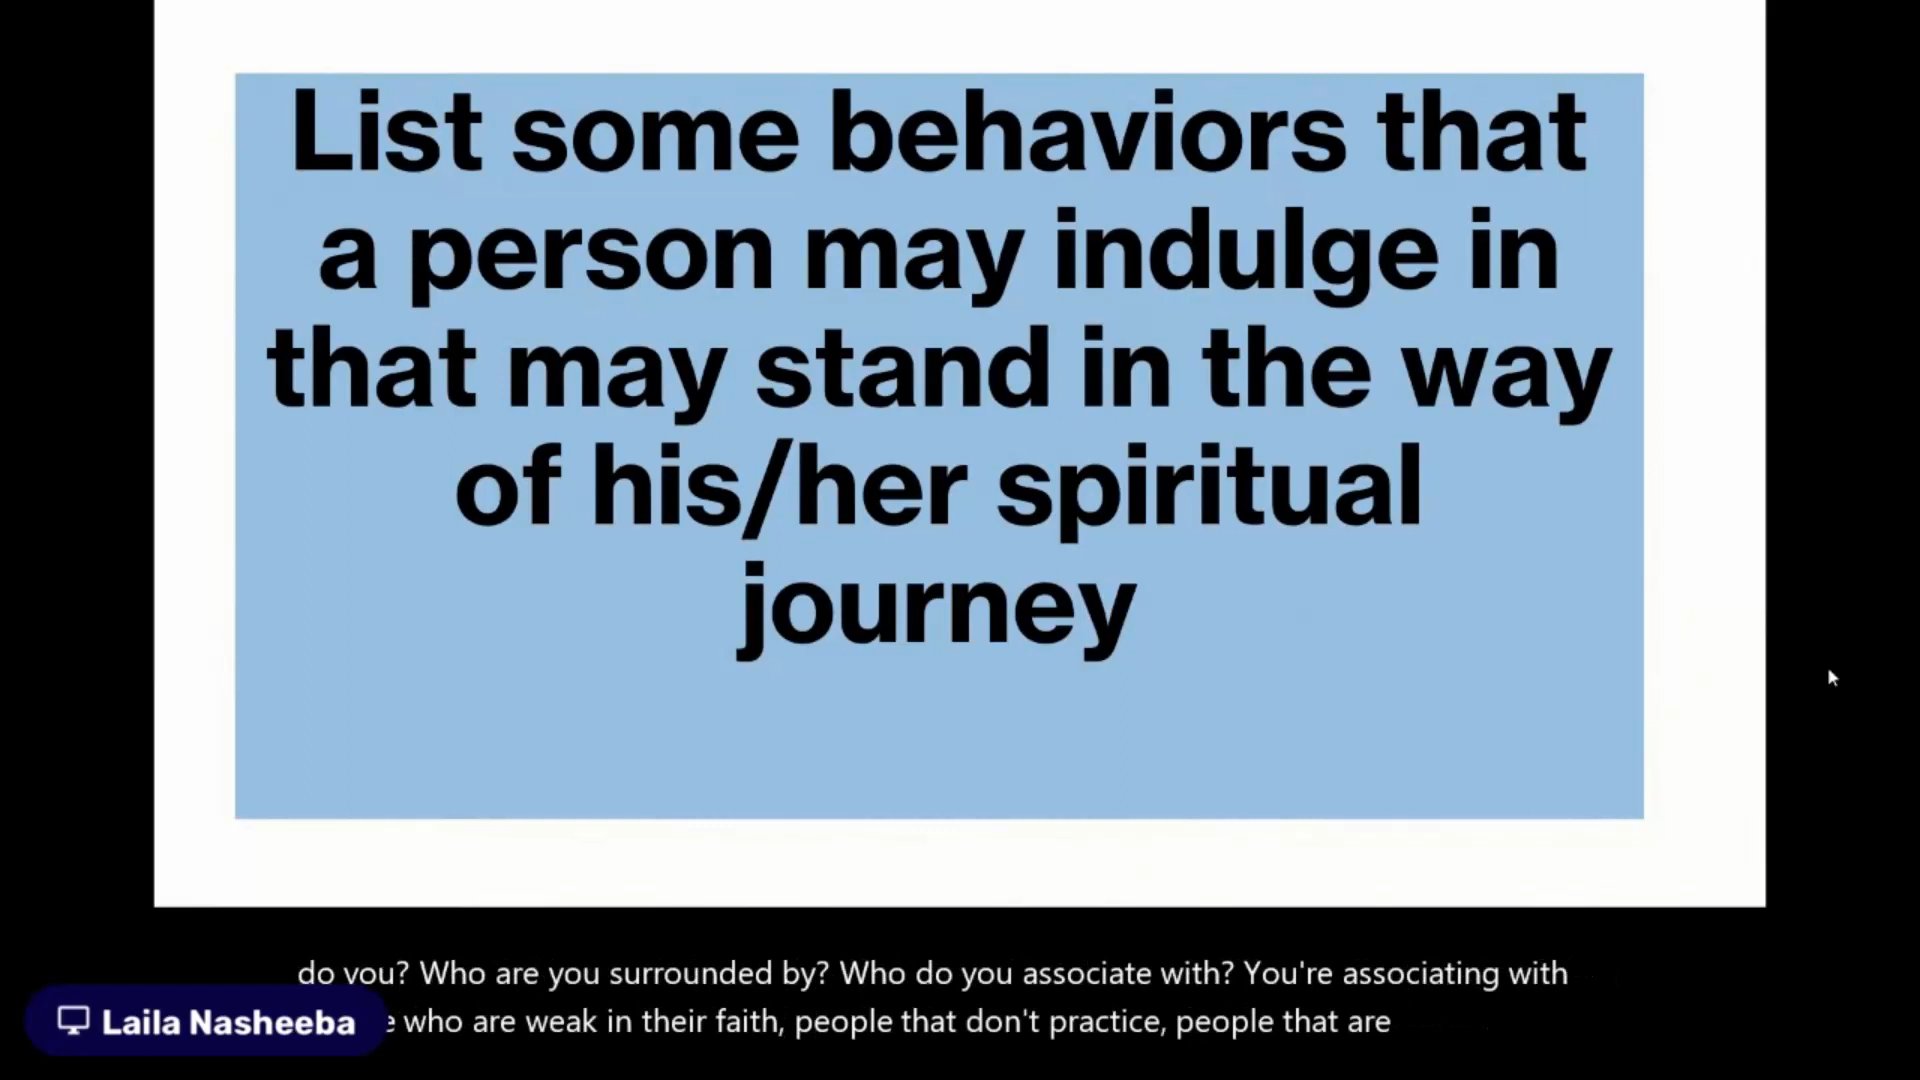 List some behaviors that
a person may indulge in
that may stand in the way
of his/her spiritual
journey
do you? Who are you surrounded by? Who do you associate with? You're associating with
who are weak in their faith, people that don't practice, people that are
Laila Nasheeba